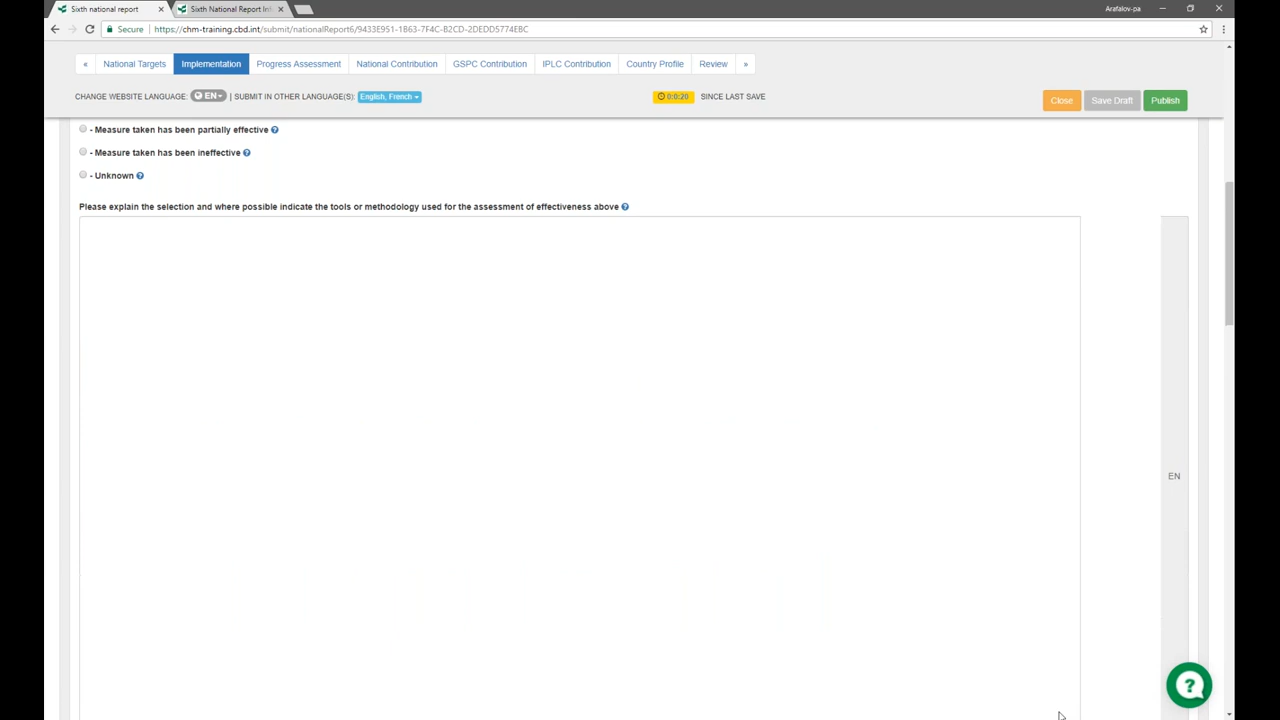 Sixth national report
Sixth National Report Inf
Arafalov-pa
Secure
https://chm-training.cbd.int/submit/nationalReport6/9433E951-1B63-7F4C-B2CD-2DEDD5774EBC
« National Targets Implementation Progress Assessment National Contribution GSPC Contribution IPLC Contribution Country Profile Review »
CHANGE WEBSITE LANGUAGE: EN | SUBMIT IN OTHER LANGUAGE(S): English, French
0:0:20 SINCE LAST SAVE
Close Save Draft Publish
- Measure taken has been partially effective ?
- Measure taken has been ineffective ?
- Unknown ?
Please explain the selection and where possible indicate the tools or methodology used for the assessment of effectiveness above ?
EN
?